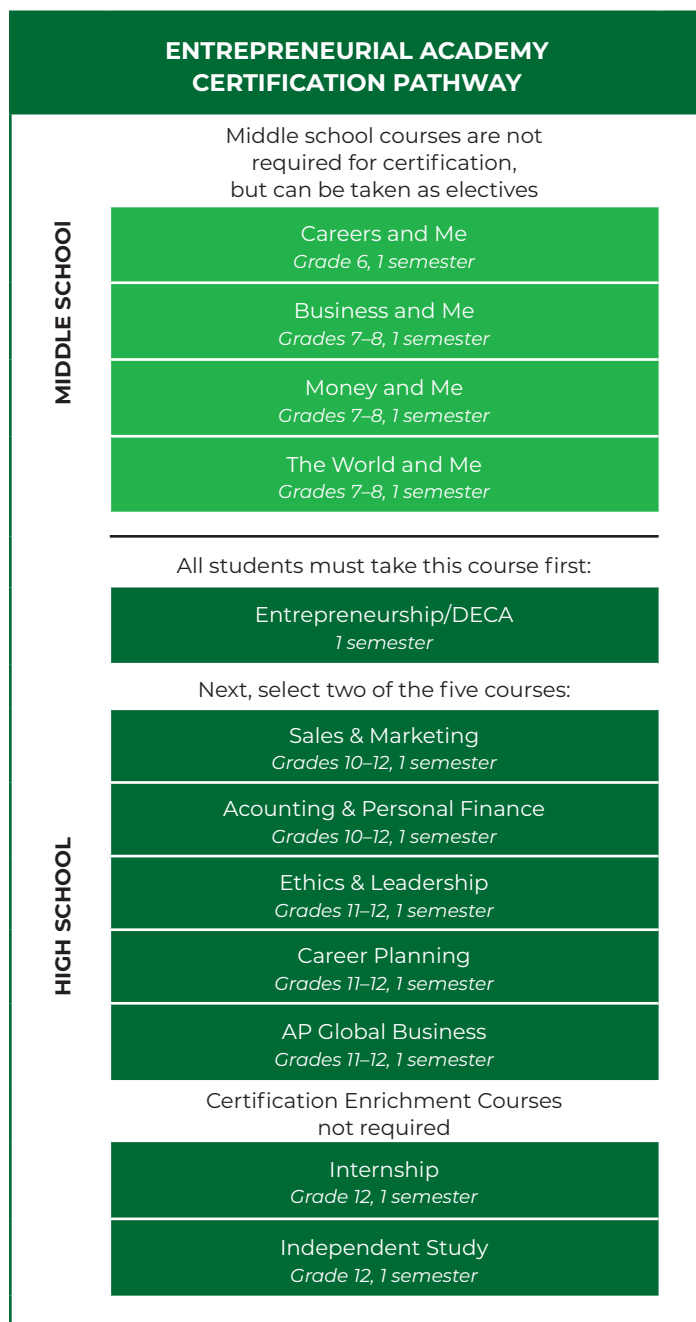 ENTREPRENEURIAL ACADEMY
CERTIFICATION PATHWAY
MIDDLE SCHOOl
Middle school courses are not
required for certification,
but can be taken as electives
Careers and Me
Grade 6, 1 semester
Business and Me
Grades 7–8, 1 semester
Money and Me
Grades 7–8, 1 semester
The World and Me
Grades 7–8, 1 semester
HIGH SCHOOL
All students must take this course first:
Entrepreneurship/DECA
1 semester
Next, select two of the five courses:
Sales & Marketing
Grades 10–12, 1 semester
Acounting & Personal Finance
Grades 10–12, 1 semester
Ethics & Leadership
Grades 11–12, 1 semester
Career Planning
Grades 11–12, 1 semester
AP Global Business
Grades 11–12, 1 semester
Certification Enrichment Courses
not required
Internship
Grade 12, 1 semester
Independent Study
Grade 12, 1 semester